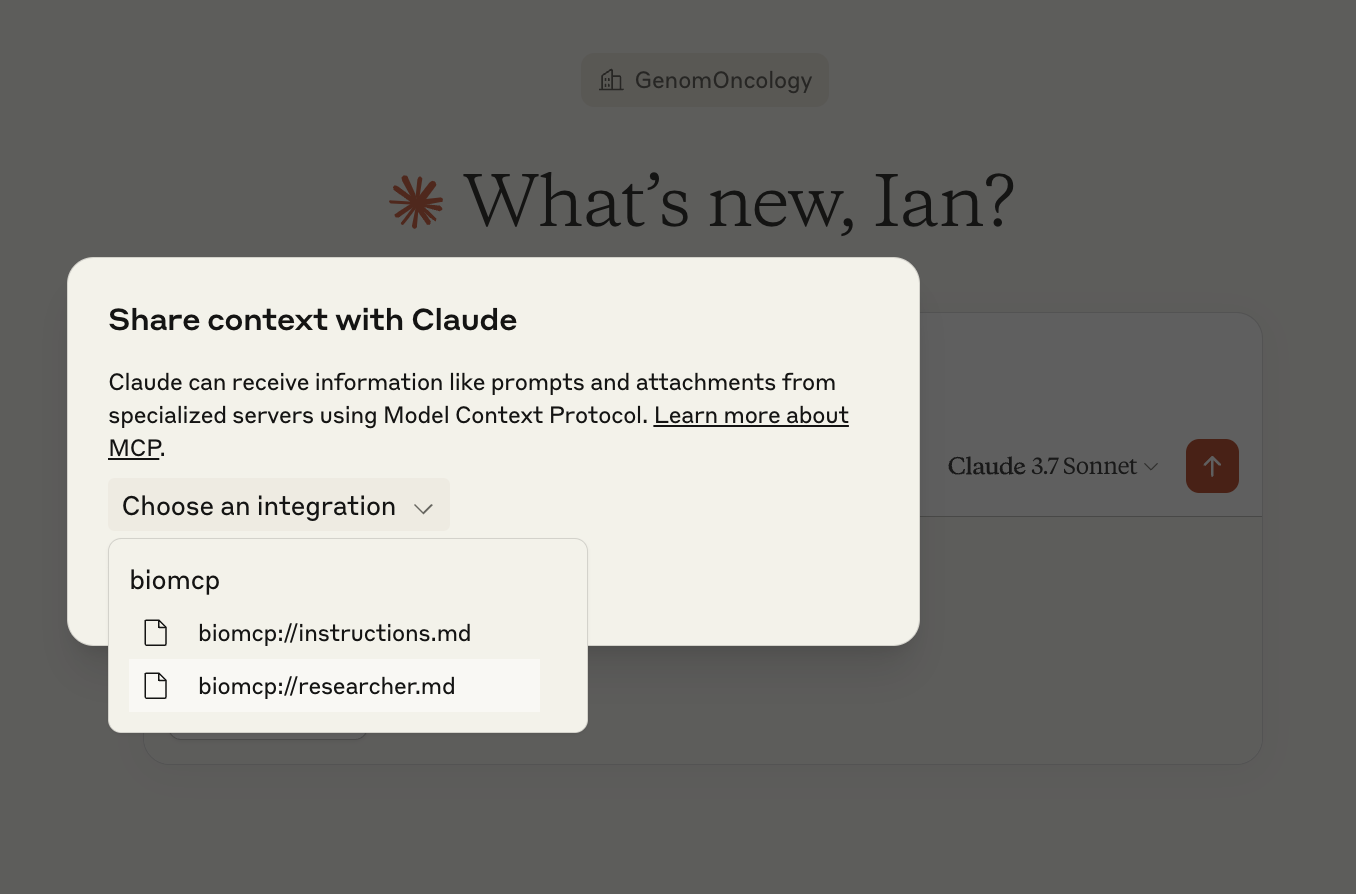 GenomOncology
What's new, Ian?
Share context with Claude
Claude can receive information like prompts and attachments from
specialized servers using Model Context Protocol. Learn more about
MCP.
Choose an integration
Claude 3.7 Sonnet
biomcp
biomcp://instructions.md
biomcp://researcher.md